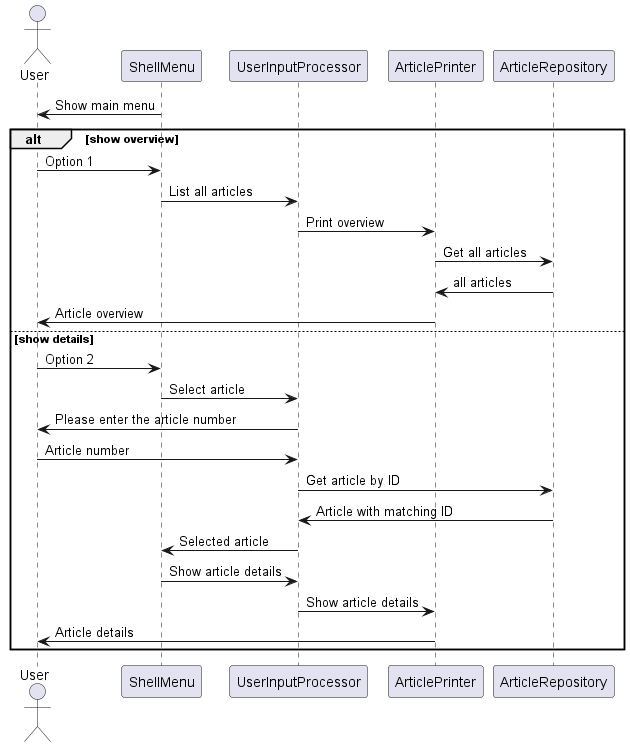 User
ShellMenu
UserInputProcessor
ArticlePrinter
ArticleRepository
Show main menu
alt
[show overview]
Option 1
List all articles
Print overview
Get all articles
all articles
Article overview
[show details]
Option 2
Select article
Please enter the article number
Article number
Get article by ID
Article with matching ID
Selected article
Show article details
Show article details
Article details
User
ShellMenu
UserInputProcessor
ArticlePrinter
ArticleRepository